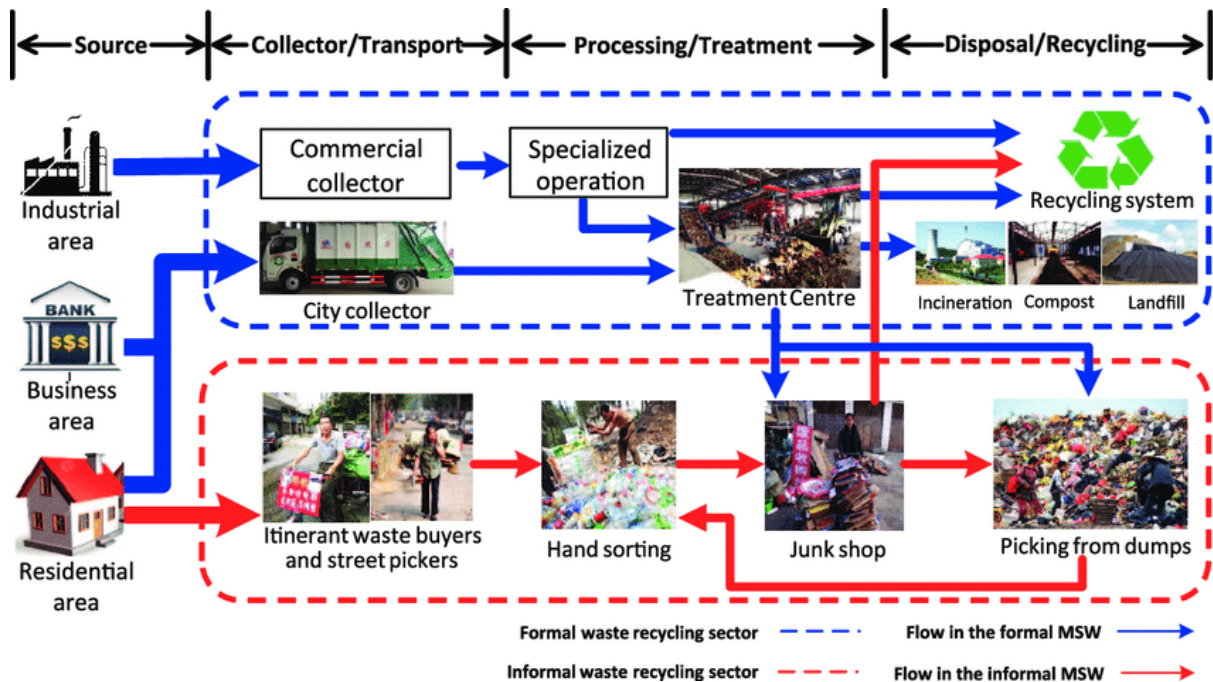 Source
Collector/Transport
Processing/Treatment
Disposal/Recycling
Industrial
area
Commercial
collector
Specialized
operation
Recycling system
City collector
Treatment Centre
Incineration
Compost
Landfill
BANK
$$$
Business
area
Residential
area
Itinerant waste buyers
and street pickers
Hand sorting
Junk shop
Picking from dumps
Formal waste recycling sector
Flow in the formal MSW
Informal waste recycling sector
Flow in the informal MSW